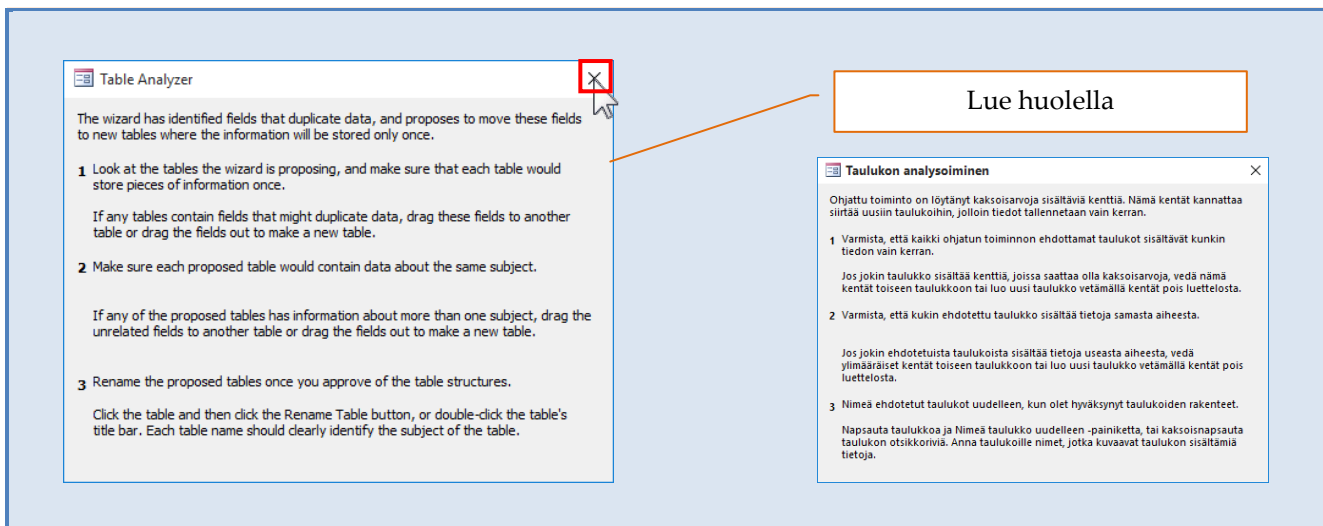 Table Analyzer
The wizard has identified fields that duplicate data, and proposes to move these fields
to new tables where the information will be stored only once.
1 Look at the tables the wizard is proposing, and make sure that each table would
store pieces of information once.
If any tables contain fields that might duplicate data, drag these fields to another
table or drag the fields out to make a new table.
2 Make sure each proposed table would contain data about the same subject.
If any of the proposed tables has information about more than one subject, drag the
unrelated fields to another table or drag the fields out to make a new table.
3 Rename the proposed tables once you approve of the table structures.
Click the table and then click the Rename Table button, or double-click the table's
title bar. Each table name should clearly identify the subject of the table.
Lue huolella
Taulukon analysoiminen
Ohjattu toiminto on löytänyt kaksoisarvoja sisältäviä kenttiä. Nämä kentät kannattaa
siirtää uusiin taulukoihin, jolloin tiedot tallennetaan vain kerran.
1 Varmista, että kaikki ohjatun toiminnon ehdottamat taulukot sisältävät kunkin
tiedon vain kerran.
Jos jokin taulukko sisältää kenttiä, joissa saattaa olla kaksoisarvoja, vedä nämä
kentät toiseen taulukkoon tai luo uusi taulukko vetämällä kentät pois luettelosta.
2 Varmista, että kukin ehdotettu taulukko sisältää tietoja samasta aiheesta.
Jos jokin ehdotetuista taulukoista sisältää tietoja useasta aiheesta, vedä
ylimääräiset kentät toiseen taulukkoon tai luo uusi taulukko vetämällä kentät pois
luettelosta.
3 Nimeä ehdotetut taulukot uudelleen, kun olet hyväksynyt taulukoiden rakenteet.
Napsauta taulukkoa ja Nimeä taulukko uudelleen -painiketta, tai kaksoisnapsauta
taulukon otsikkoriviä. Anna taulukoille nimet, jotka kuvaavat taulukon sisältämiä
tietoja.